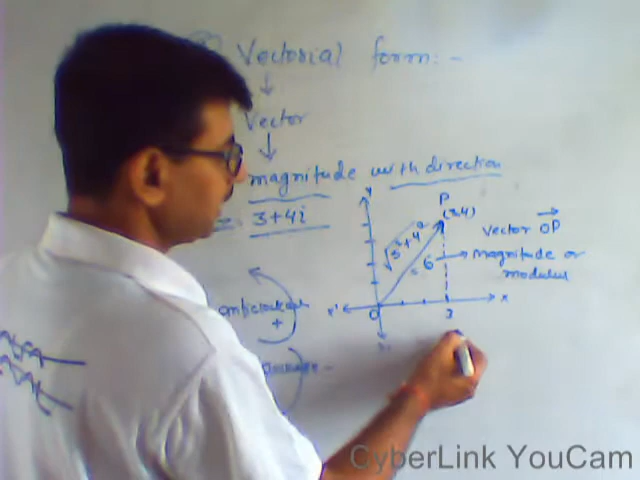 Vectorial form:-
↓
Vector
↓
magnitude with direction
= 3+4i
y
P
(3,4)
√3²+4²
= 6
vector OP
magnitude or
modulus
x'
O
3
x
anticlockwise
+
-
CyberLink YouCam